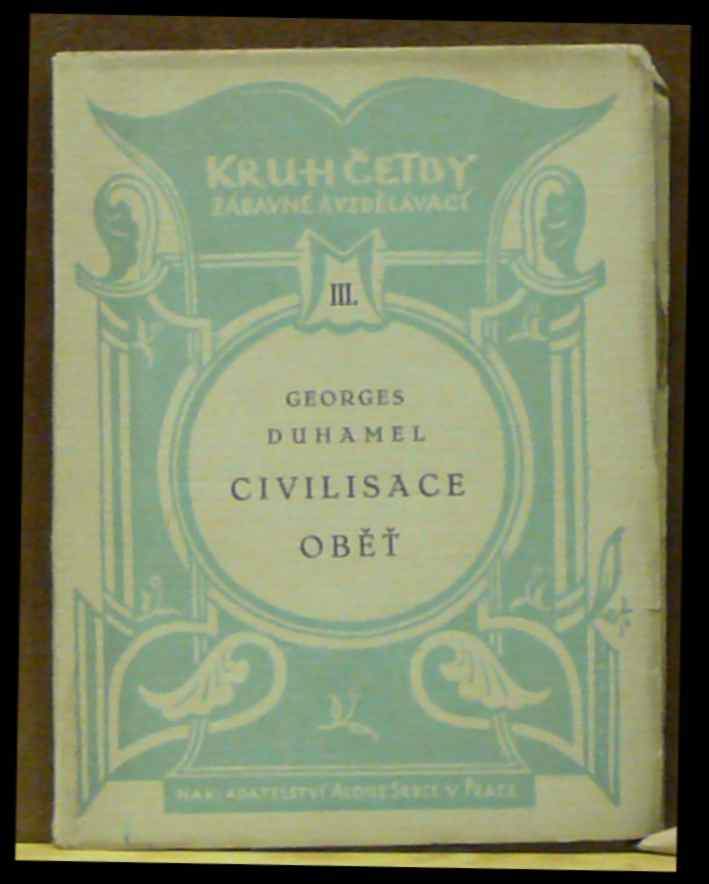 KRUH ČETBY
ZÁBAVNÉ A VZDĚLÁVACÍ
III.
GEORGES
DUHAMEL
CIVILISACE
OBĚŤ
NAKLADATELSTVÍ ALOISE SRDCE V PRAZE